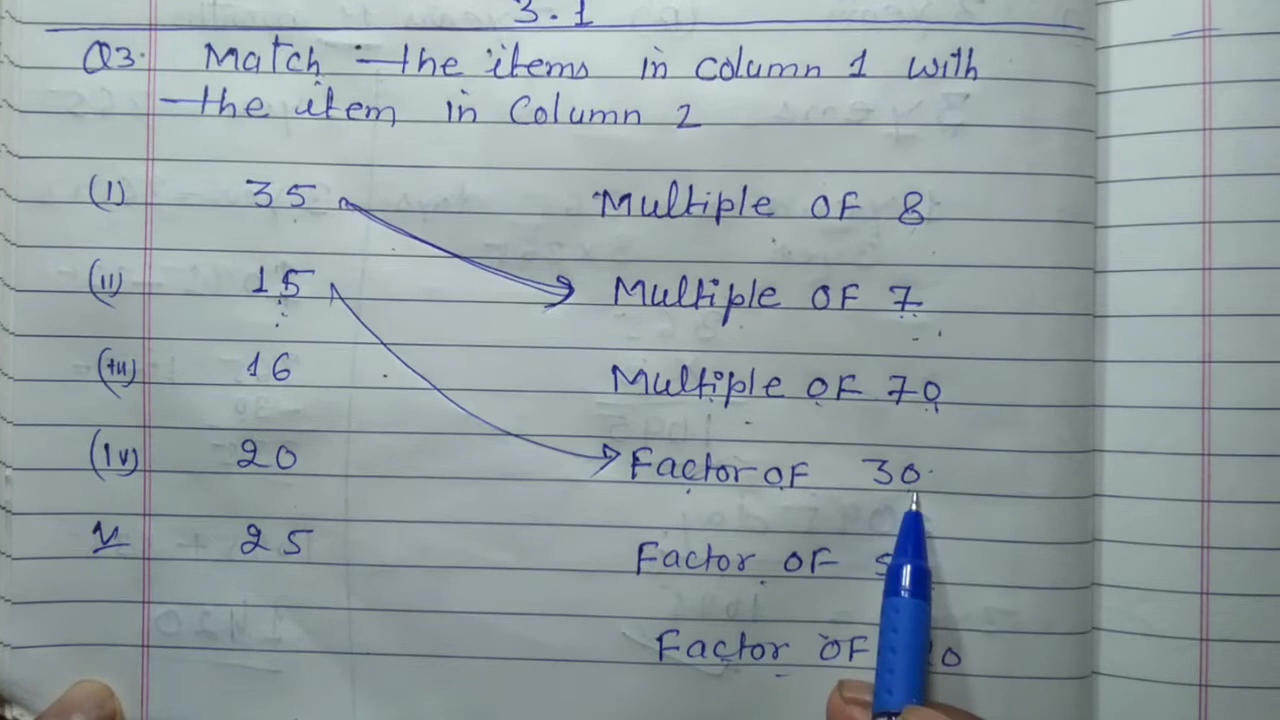 3.1
Q3. Match the items in column 1 with
the item in Column 2
(I) 35 Multiple OF 8
(II) 15 Multiple OF 7
(III) 16 Multiple OF 70
(IV) 20 Factor OF 30
V 25 Factor OF
Factor OF